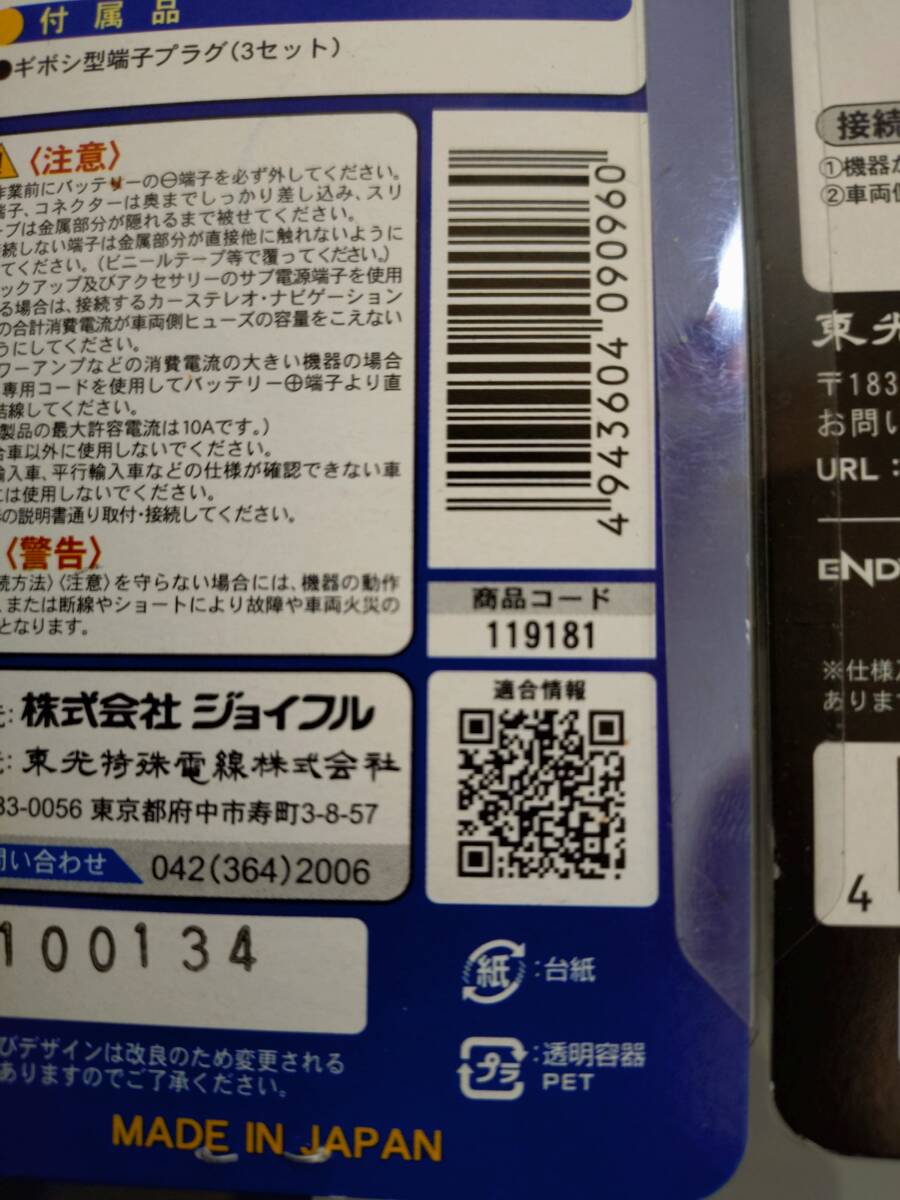 付属品
●ギボシ型端子プラグ(3セット)
〈注意〉
作業前にバッテリーの⊖端子を必ず外してください。
端子、コネクターは奥までしっかり差し込み、スリ
ーブは金属部分が隠れるまで被せてください。
接続しない端子は金属部分が直接他に触れないように
してください。(ビニールテープ等で覆ってください。)
ックアップ及びアクセサリーのサブ電源端子を使用
る場合は、接続するカーステレオ・ナビゲーション
の合計消費電流が車両側ヒューズの容量をこえない
うにしてください。
ワーアンプなどの消費電流の大きい機器の場合
専用コードを使用してバッテリー⊕端子より直
結線してください。
製品の最大許容電流は10Aです。)
合車以外に使用しないでください。
輸入車、平行輸入車などの仕様が確認できない車
には使用しないでください。
の説明書通り取付・接続してください。
〈警告〉
続方法〉〈注意〉を守らない場合には、機器の動作
、または断線やショートにより故障や車両火災の
となります。
元: 株式会社 ジョイフル
元: 東光特殊電線株式会社
83-0056 東京都府中市寿町3-8-57
問い合わせ 042(364)2006
100134
びデザインは改良のため変更される
ありますのでご了承ください。
MADE IN JAPAN
4943604090960
商品コード
119181
適合情報
紙:台紙
プラ:透明容器
PET
接続
①機器か
②車両側
東光
〒183
お問い
URL:
ENDY
※仕様及
あります
4